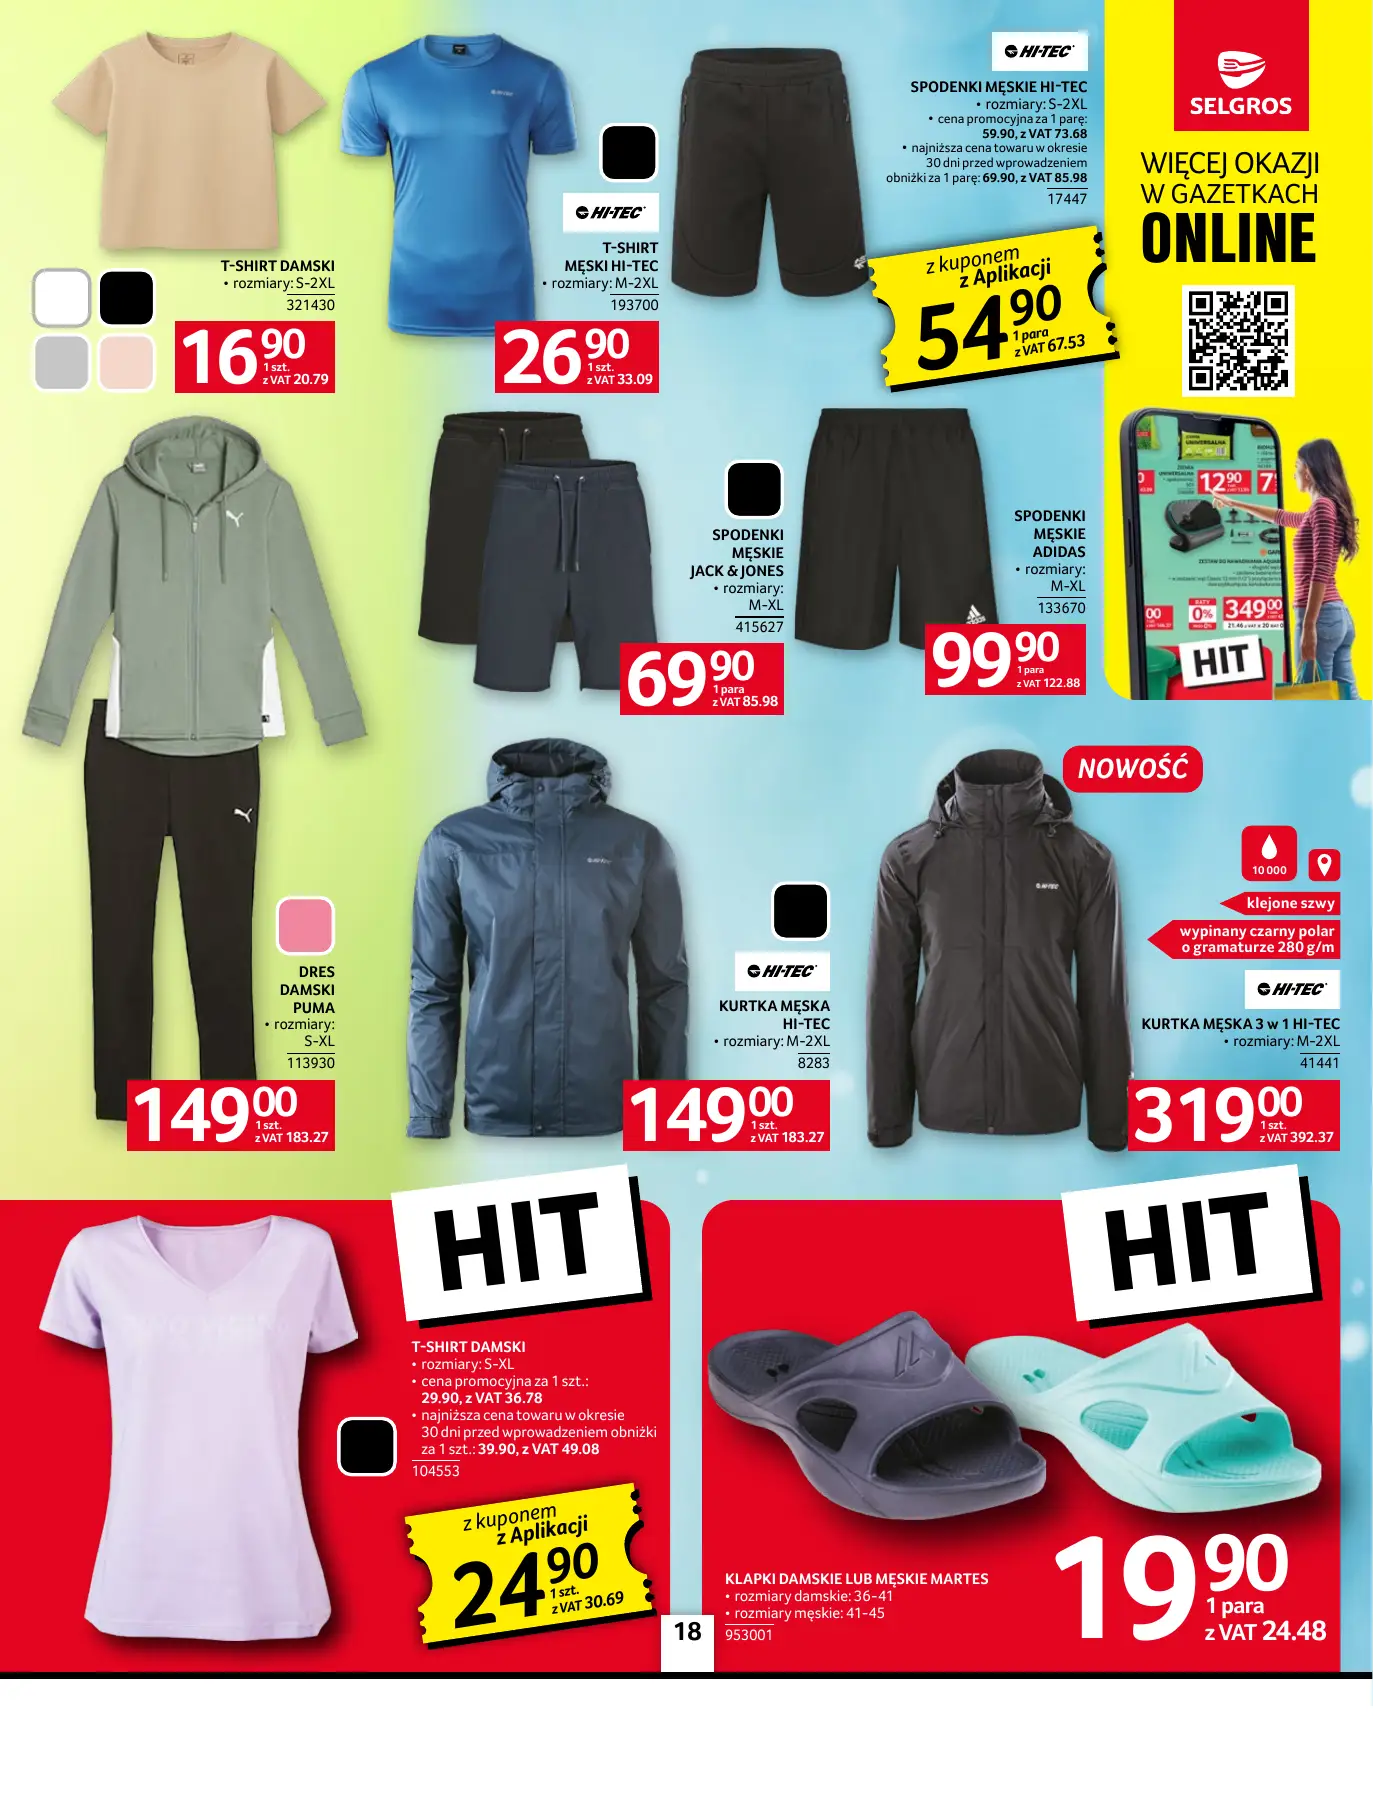 T-SHIRT DAMSKI
• rozmiary: S-2XL
321430
16 90
1 szt.
z VAT 20.79
HI-TEC
HI-TEC
T-SHIRT
MĘSKI HI-TEC
• rozmiary: M-2XL
193700
26 90
1 szt.
z VAT 33.09
HI-TEC
SPODENKI MĘSKIE HI-TEC
• rozmiary: S-2XL
• cena promocyjna za 1 parę:
59.90, z VAT 73.68
• najniższa cena towaru w okresie
30 dni przed wprowadzeniem
obniżki za 1 parę: 69.90, z VAT 85.98
17447
z kuponem
z Aplikacji
54 90
1 para
z VAT 67.53
SELGROS
WIĘCEJ OKAZJI
W GAZETKACH
ONLINE
UNIWERSALNA
12 90
349 00
RATY
0%
HIT
SPODENKI
MĘSKIE
JACK & JONES
• rozmiary:
M-XL
415627
69 90
1 para
z VAT 85.98
adidas
SPODENKI
MĘSKIE
ADIDAS
• rozmiary:
M-XL
133670
99 90
1 para
z VAT 122.88
DRES
DAMSKI
PUMA
• rozmiary:
S-XL
113930
149 00
1 szt.
z VAT 183.27
HI-TEC
HI-TEC
KURTKA MĘSKA
HI-TEC
• rozmiary: M-2XL
8283
149 00
1 szt.
z VAT 183.27
NOWOŚĆ
10 000
klejone szwy
wypinany czarny polar
o gramaturze 280 g/m
HI-TEC
HI-TEC
KURTKA MĘSKA 3 w 1 HI-TEC
• rozmiary: M-2XL
41441
319 00
1 szt.
z VAT 392.37
HIT
T-SHIRT DAMSKI
• rozmiary: S-XL
• cena promocyjna za 1 szt.:
29.90, z VAT 36.78
• najniższa cena towaru w okresie
30 dni przed wprowadzeniem obniżki
za 1 szt.: 39.90, z VAT 49.08
104553
z kuponem
z Aplikacji
24 90
1 szt.
z VAT 30.69
HIT
KLAPKI DAMSKIE LUB MĘSKIE MARTES
• rozmiary damskie: 36-41
• rozmiary męskie: 41-45
953001
19 90
1 para
z VAT 24.48
18